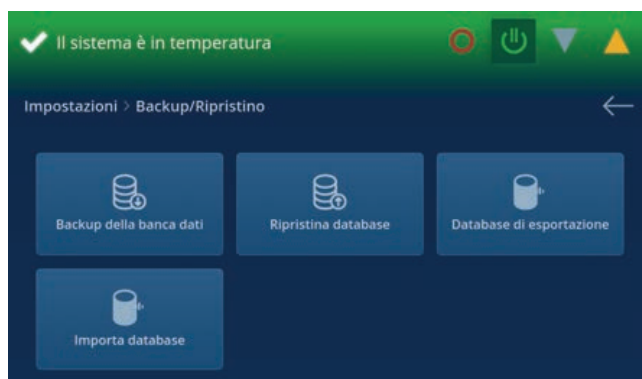 Il sistema è in temperatura
Impostazioni > Backup/Ripristino
Backup della banca dati
Ripristina database
Database di esportazione
Importa database